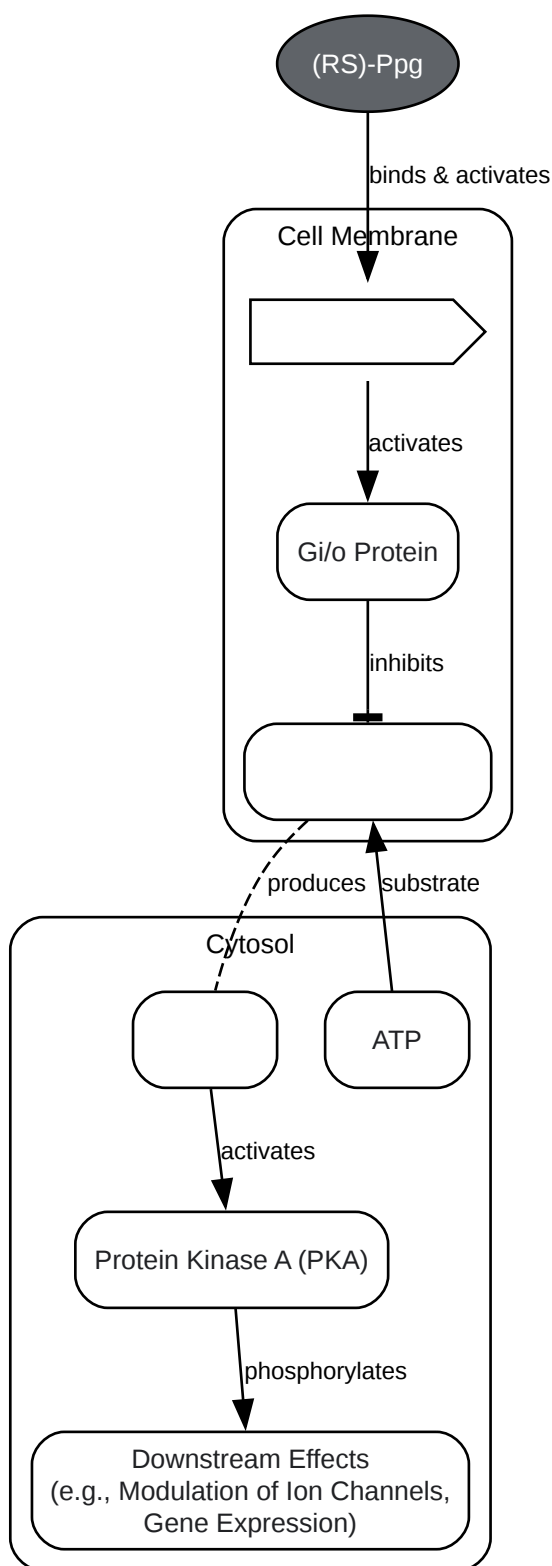 (RS)-Ppg
binds & activates
Cell Membrane
activates
Gi/o Protein
inhibits
produces
substrate
Cytosol
ATP
activates
Protein Kinase A (PKA)
phosphorylates
Downstream Effects
(e.g., Modulation of Ion Channels,
Gene Expression)